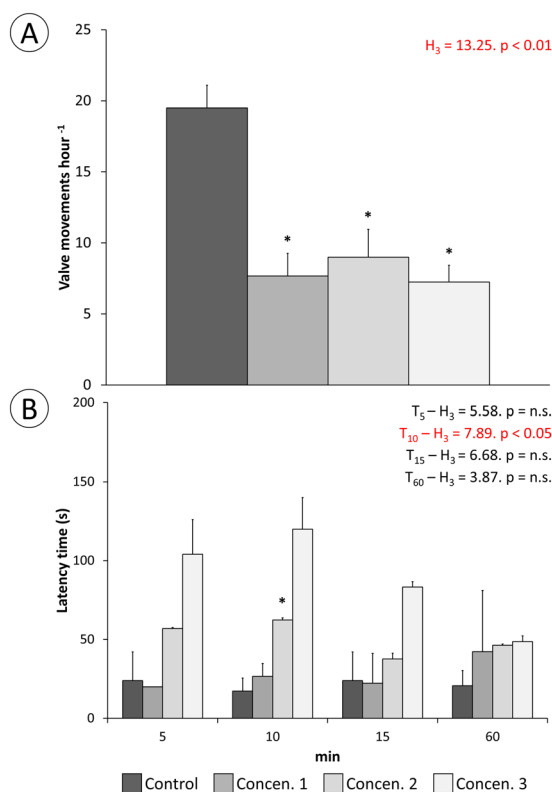 A
H₃ = 13.25. p < 0.01
Valve movements hour ⁻¹
25
20
15
10
5
0
*
*
*
B
T₅ – H₃ = 5.58. p = n.s.
T₁₀ – H₃ = 7.89. p < 0.05
T₁₅ – H₃ = 6.68. p = n.s.
T₆₀ – H₃ = 3.87. p = n.s.
Latency time (s)
200
150
100
50
0
*
5 10 15 60
min
Control Concen. 1 Concen. 2 Concen. 3